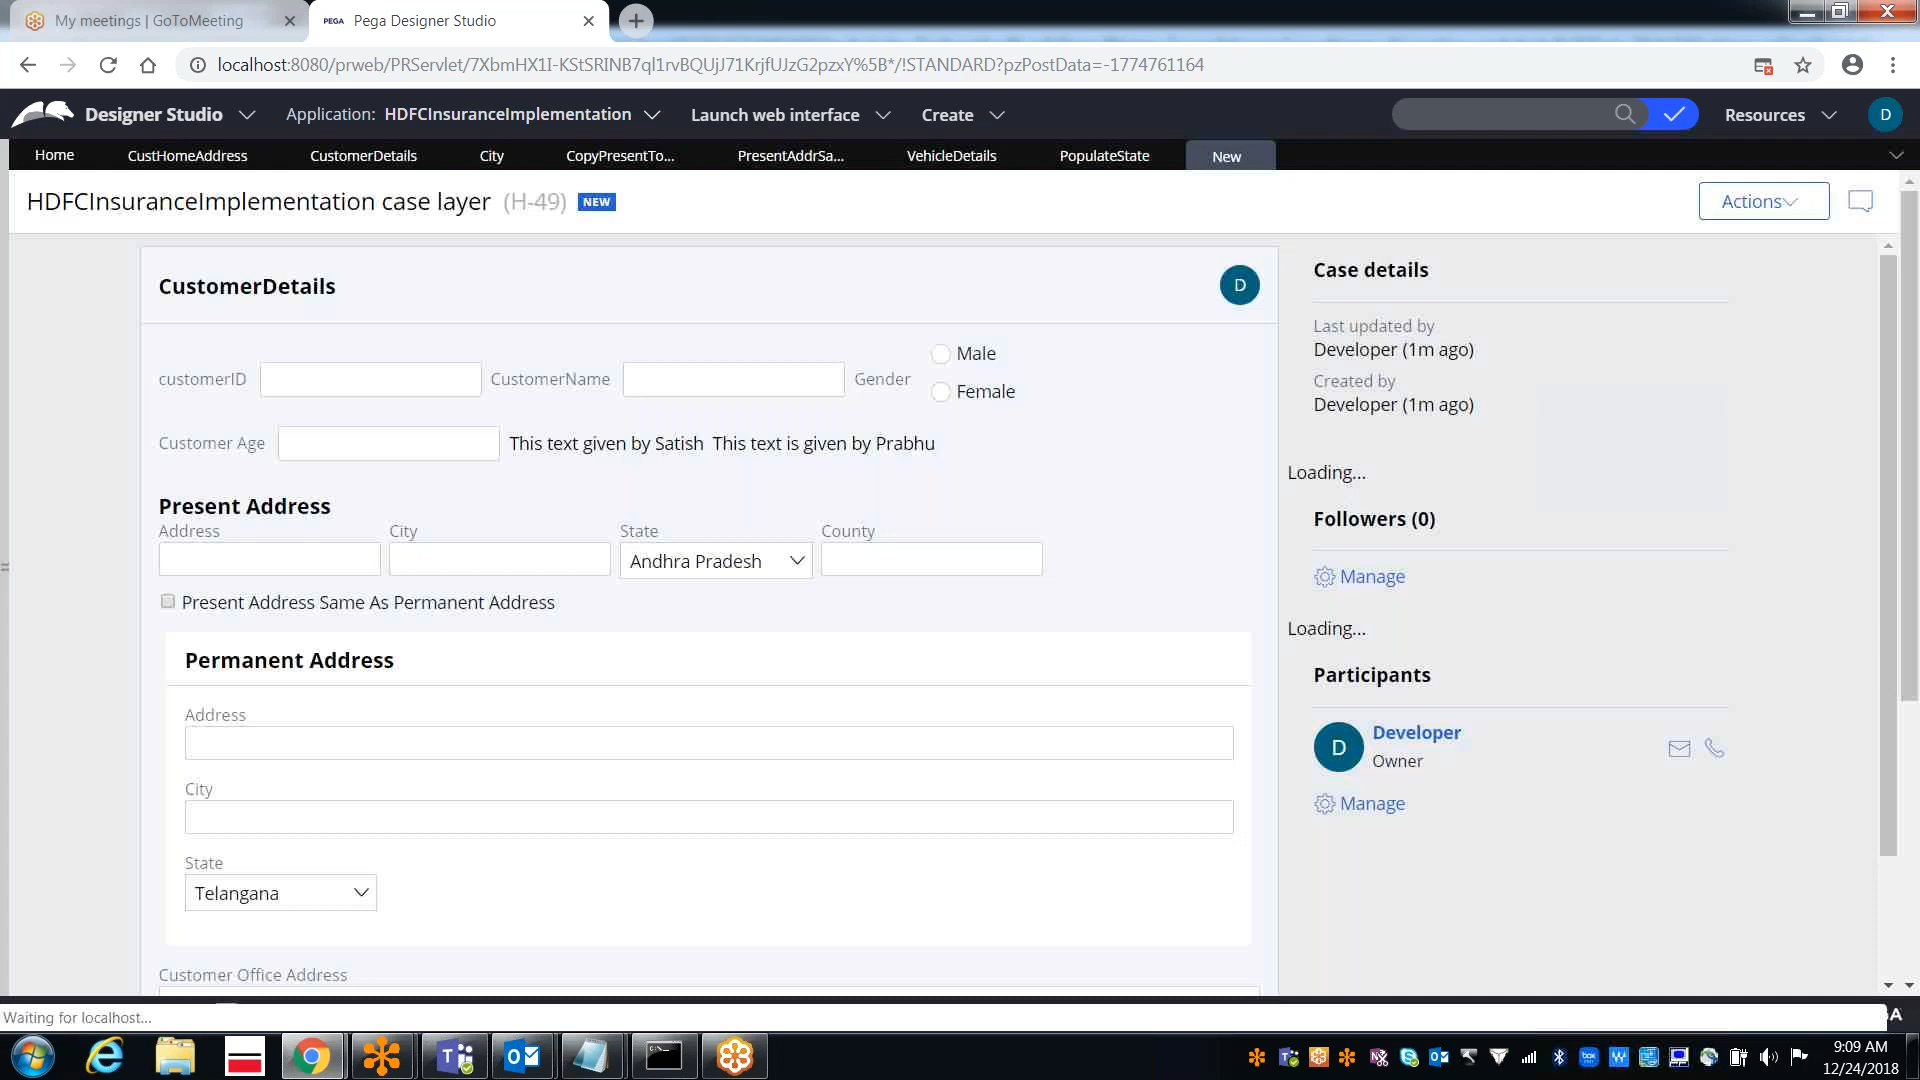 My meetings | GoToMeeting
PEGA Pega Designer Studio
localhost:8080/prweb/PRServlet/7XbmHX1I-KStSRINB7ql1rvBQUjJ71KrjfUJzG2pzxY%5B*/!STANDARD?pzPostData=-1774761164
Designer Studio
Application: HDFCInsuranceImplementation
Launch web interface
Create
Resources
D
Home
CustHomeAddress
CustomerDetails
City
CopyPresentTo...
PresentAddrSa...
VehicleDetails
PopulateState
New
HDFCInsuranceImplementation case layer (H-49) NEW
Actions
CustomerDetails
D
customerID
CustomerName
Gender
Male
Female
Customer Age
This text given by Satish This text is given by Prabhu
Present Address
Address City State County
Andhra Pradesh
Present Address Same As Permanent Address
Permanent Address
Address
City
State
Telangana
Customer Office Address
Case details
Last updated by
Developer (1m ago)
Created by
Developer (1m ago)
Loading...
Followers (0)
Manage
Loading...
Participants
D
Developer
Owner
Manage
Waiting for localhost...
9:09 AM
12/24/2018